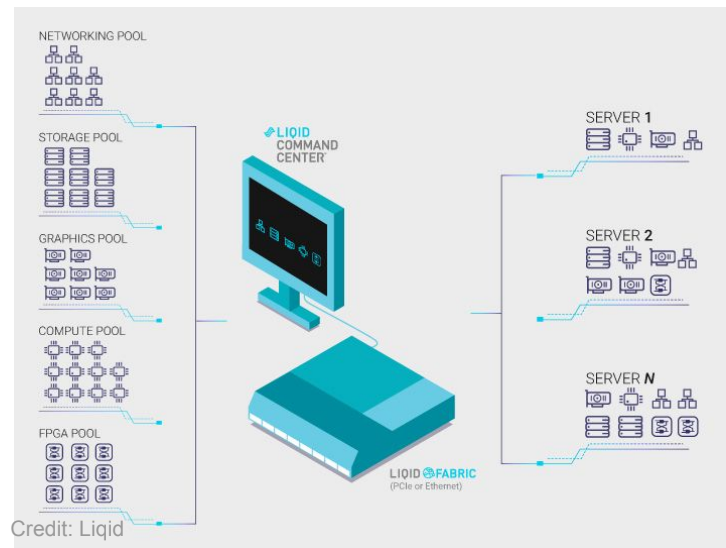 NETWORKING POOL
STORAGE POOL
GRAPHICS POOL
COMPUTE POOL
FPGA POOL
LIQID
COMMAND
CENTER
LIQID FABRIC
(PCIe or Ethernet)
SERVER 1
SERVER 2
SERVER N
Credit: Liqid